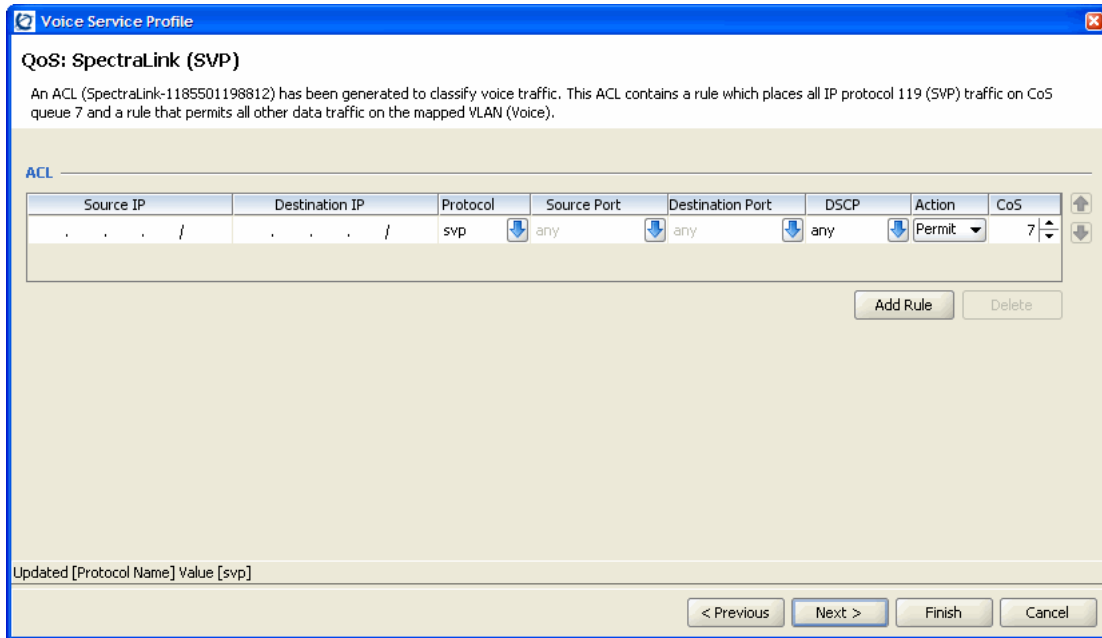 Voice Service Profile
QoS: SpectraLink (SVP)
An ACL (SpectraLink-1185501198812) has been generated to classify voice traffic. This ACL contains a rule which places all IP protocol 119 (SVP) traffic on CoS
queue 7 and a rule that permits all other data traffic on the mapped VLAN (Voice).
ACL
Source IP Destination IP Protocol Source Port Destination Port DSCP Action CoS
. . . / . . . / svp any any any Permit 7
Add Rule Delete
Updated [Protocol Name] Value [svp]
< Previous Next > Finish Cancel